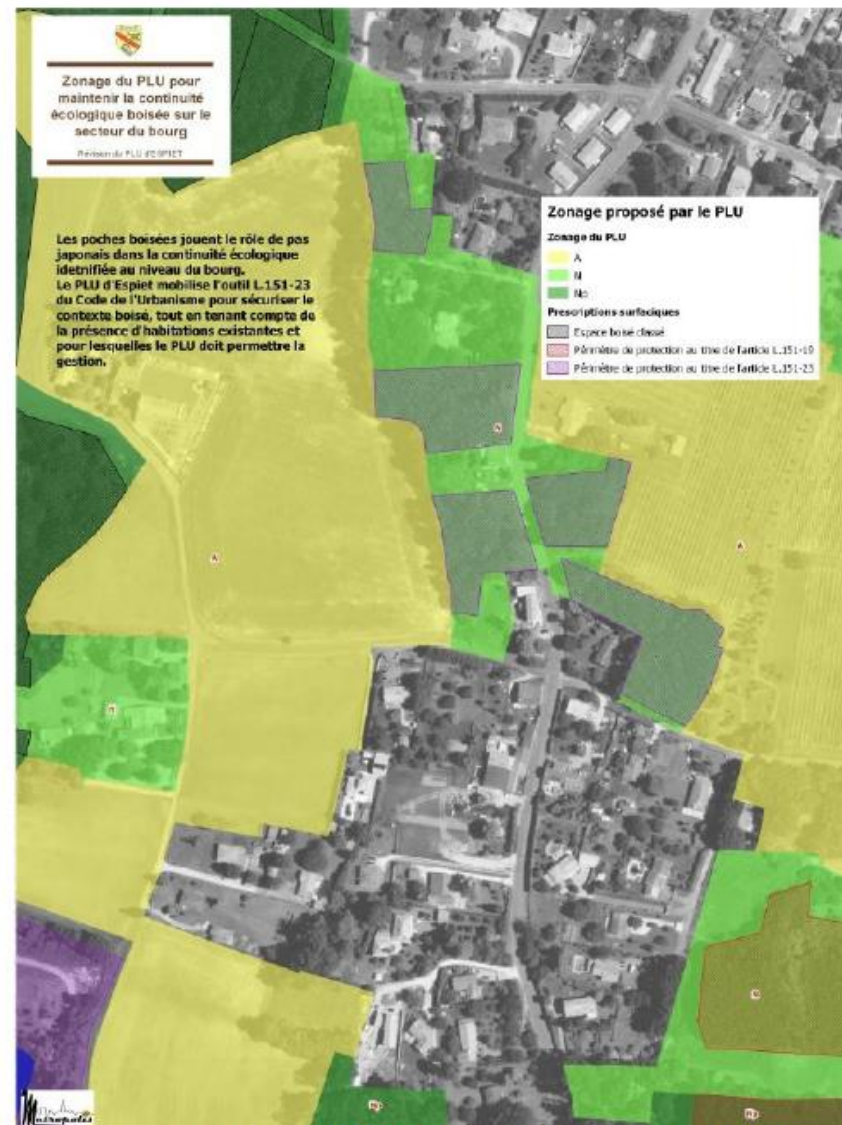 Zonage du PLU pour
maintenir la continuité
écologique boisée sur le
secteur du bourg
Révision du PLU d'ESPIET
Les poches boisées jouent le rôle de pas
japonais dans la continuité écologique
idetnifiée au niveau du bourg.
Le PLU d'Espiet mobilise l'outil L.151-23
du Code de l'Urbanisme pour sécuriser le
contexte boisé, tout en tenant compte de
la présence d'habitations existantes et
pour lesquelles le PLU doit permettre la
gestion.
Zonage proposé par le PLU
Zonage du PLU
A
N
Np
Prescriptions surfaciques
Espace boisé classé
Périmètre de protection au titre de l'article L.151-19
Périmètre de protection au titre de l'article L.151-23
A
A
N
Np
Metropolis